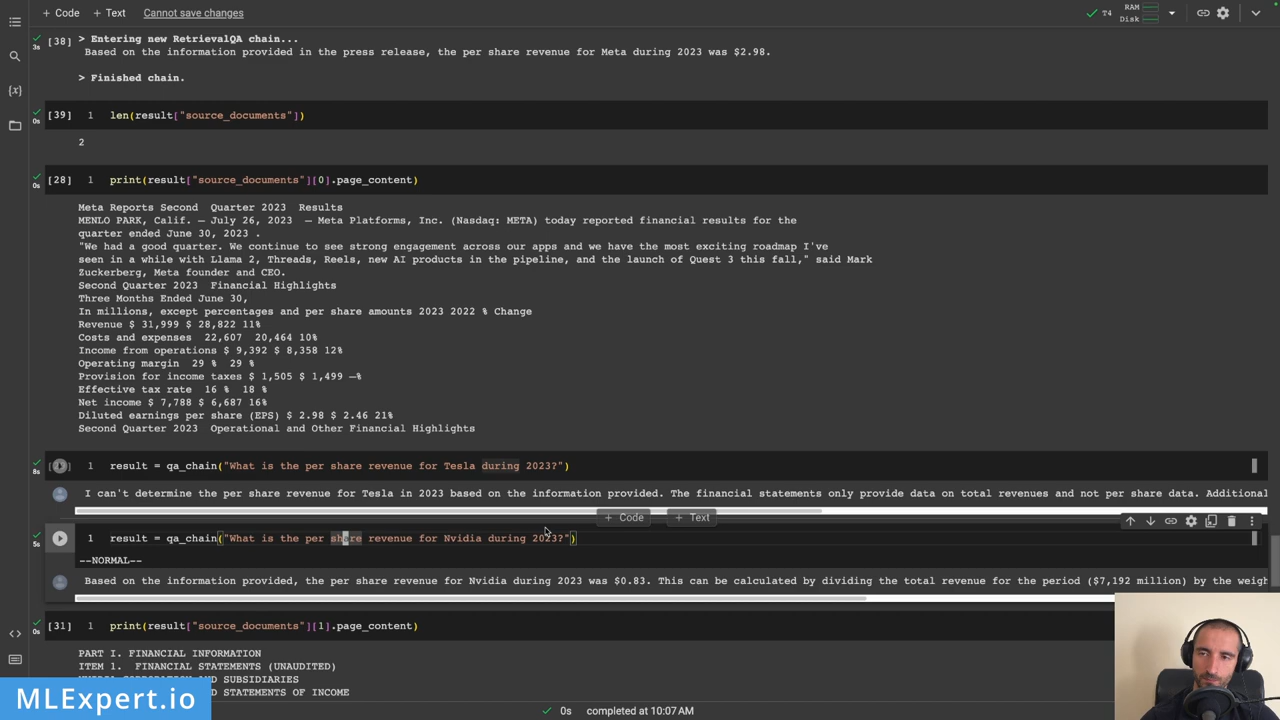 + Code + Text Cannot save changes
T4 RAM
Disk
3s [38] > Entering new RetrievalQA chain...
Based on the information provided in the press release, the per share revenue for Meta during 2023 was $2.98.
> Finished chain.
0s [39] 1 len(result["source_documents"])
2
0s [28] 1 print(result["source_documents"][0].page_content)
Meta Reports Second Quarter 2023 Results
MENLO PARK, Calif. – July 26, 2023 – Meta Platforms, Inc. (Nasdaq: META) today reported financial results for the
quarter ended June 30, 2023 .
"We had a good quarter. We continue to see strong engagement across our apps and we have the most exciting roadmap I've
seen in a while with Llama 2, Threads, Reels, new AI products in the pipeline, and the launch of Quest 3 this fall," said Mark
Zuckerberg, Meta founder and CEO.
Second Quarter 2023 Financial Highlights
Three Months Ended June 30,
In millions, except percentages and per share amounts 2023 2022 % Change
Revenue $ 31,999 $ 28,822 11%
Costs and expenses 22,607 20,464 10%
Income from operations $ 9,392 $ 8,358 12%
Operating margin 29 % 29 %
Provision for income taxes $ 1,505 $ 1,499 —%
Effective tax rate 16 % 18 %
Net income $ 7,788 $ 6,687 16%
Diluted earnings per share (EPS) $ 2.98 $ 2.46 21%
Second Quarter 2023 Operational and Other Financial Highlights
8s 1 result = qa_chain("What is the per share revenue for Tesla during 2023?")
I can't determine the per share revenue for Tesla in 2023 based on the information provided. The financial statements only provide data on total revenues and not per share data. Additional
+ Code + Text
5s 1 result = qa_chain("What is the per share revenue for Nvidia during 2023?")
--NORMAL--
Based on the information provided, the per share revenue for Nvidia during 2023 was $0.83. This can be calculated by dividing the total revenue for the period ($7,192 million) by the weigh
0s [31] 1 print(result["source_documents"][1].page_content)
PART I. FINANCIAL INFORMATION
ITEM 1. FINANCIAL STATEMENTS (UNAUDITED)
AND SUBSIDIARIES
STATEMENTS OF INCOME
MLExpert.io
0s completed at 10:07 AM